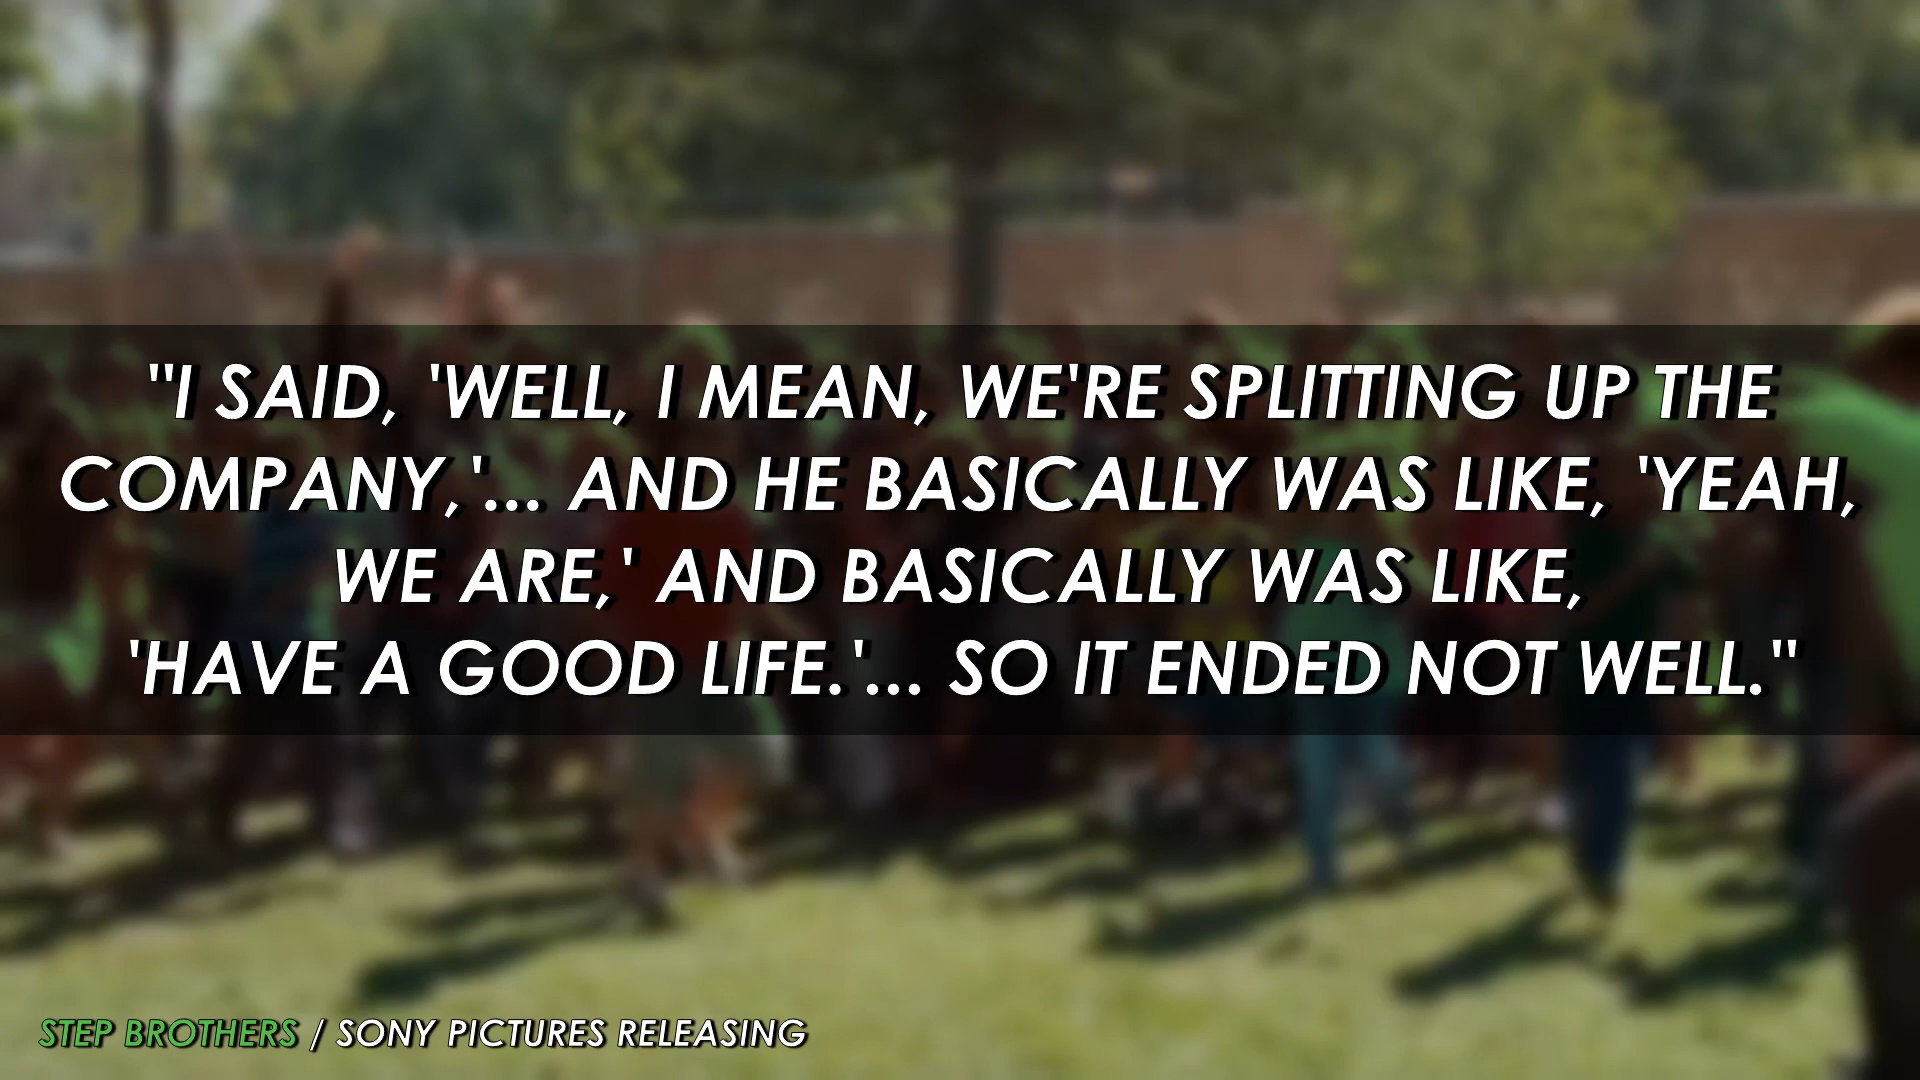 "I SAID, 'WELL, I MEAN, WE'RE SPLITTING UP THE
COMPANY,'... AND HE BASICALLY WAS LIKE, 'YEAH,
WE ARE,' AND BASICALLY WAS LIKE,
'HAVE A GOOD LIFE.'... SO IT ENDED NOT WELL."
STEP BROTHERS / SONY PICTURES RELEASING